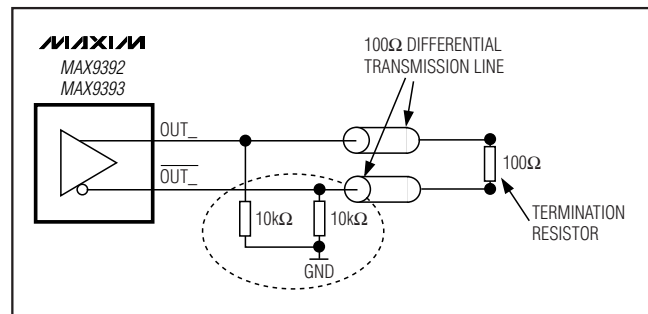 MAXIM
MAX9392
MAX9393
100Ω DIFFERENTIAL
TRANSMISSION LINE
OUT_
OUT_
100Ω
10kΩ
10kΩ
TERMINATION
RESISTOR
GND